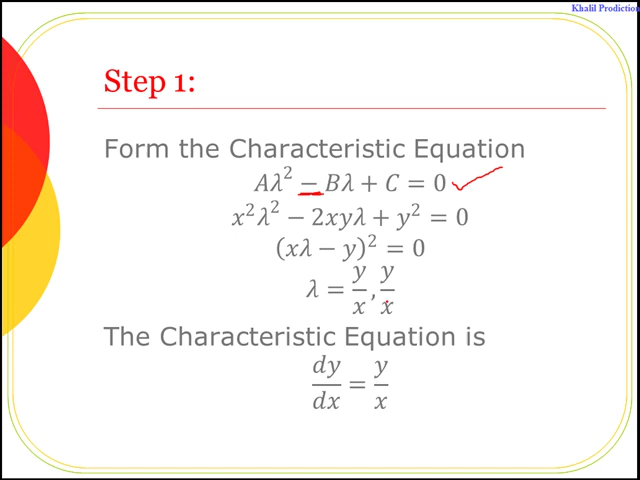 Khalil Prodiction
Step 1:
Form the Characteristic Equation
Aλ² − Bλ + C = 0
x²λ² − 2xyλ + y² = 0
(xλ − y)² = 0
λ = y/x, y/x
The Characteristic Equation is
dy/dx = y/x